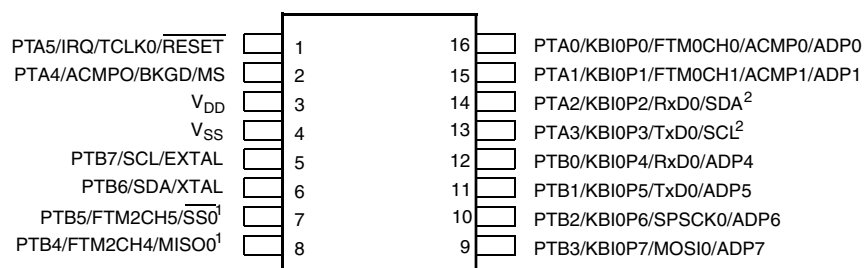 PTA5/IRQ/TCLK0/RESET 1
PTA4/ACMPO/BKGD/MS 2
VDD 3
VSS 4
PTB7/SCL/EXTAL 5
PTB6/SDA/XTAL 6
PTB5/FTM2CH5/SS0¹ 7
PTB4/FTM2CH4/MISO0¹ 8
16 PTA0/KBI0P0/FTM0CH0/ACMP0/ADP0
15 PTA1/KBI0P1/FTM0CH1/ACMP1/ADP1
14 PTA2/KBI0P2/RxD0/SDA²
13 PTA3/KBI0P3/TxD0/SCL²
12 PTB0/KBI0P4/RxD0/ADP4
11 PTB1/KBI0P5/TxD0/ADP5
10 PTB2/KBI0P6/SPSCK0/ADP6
9 PTB3/KBI0P7/MOSI0/ADP7